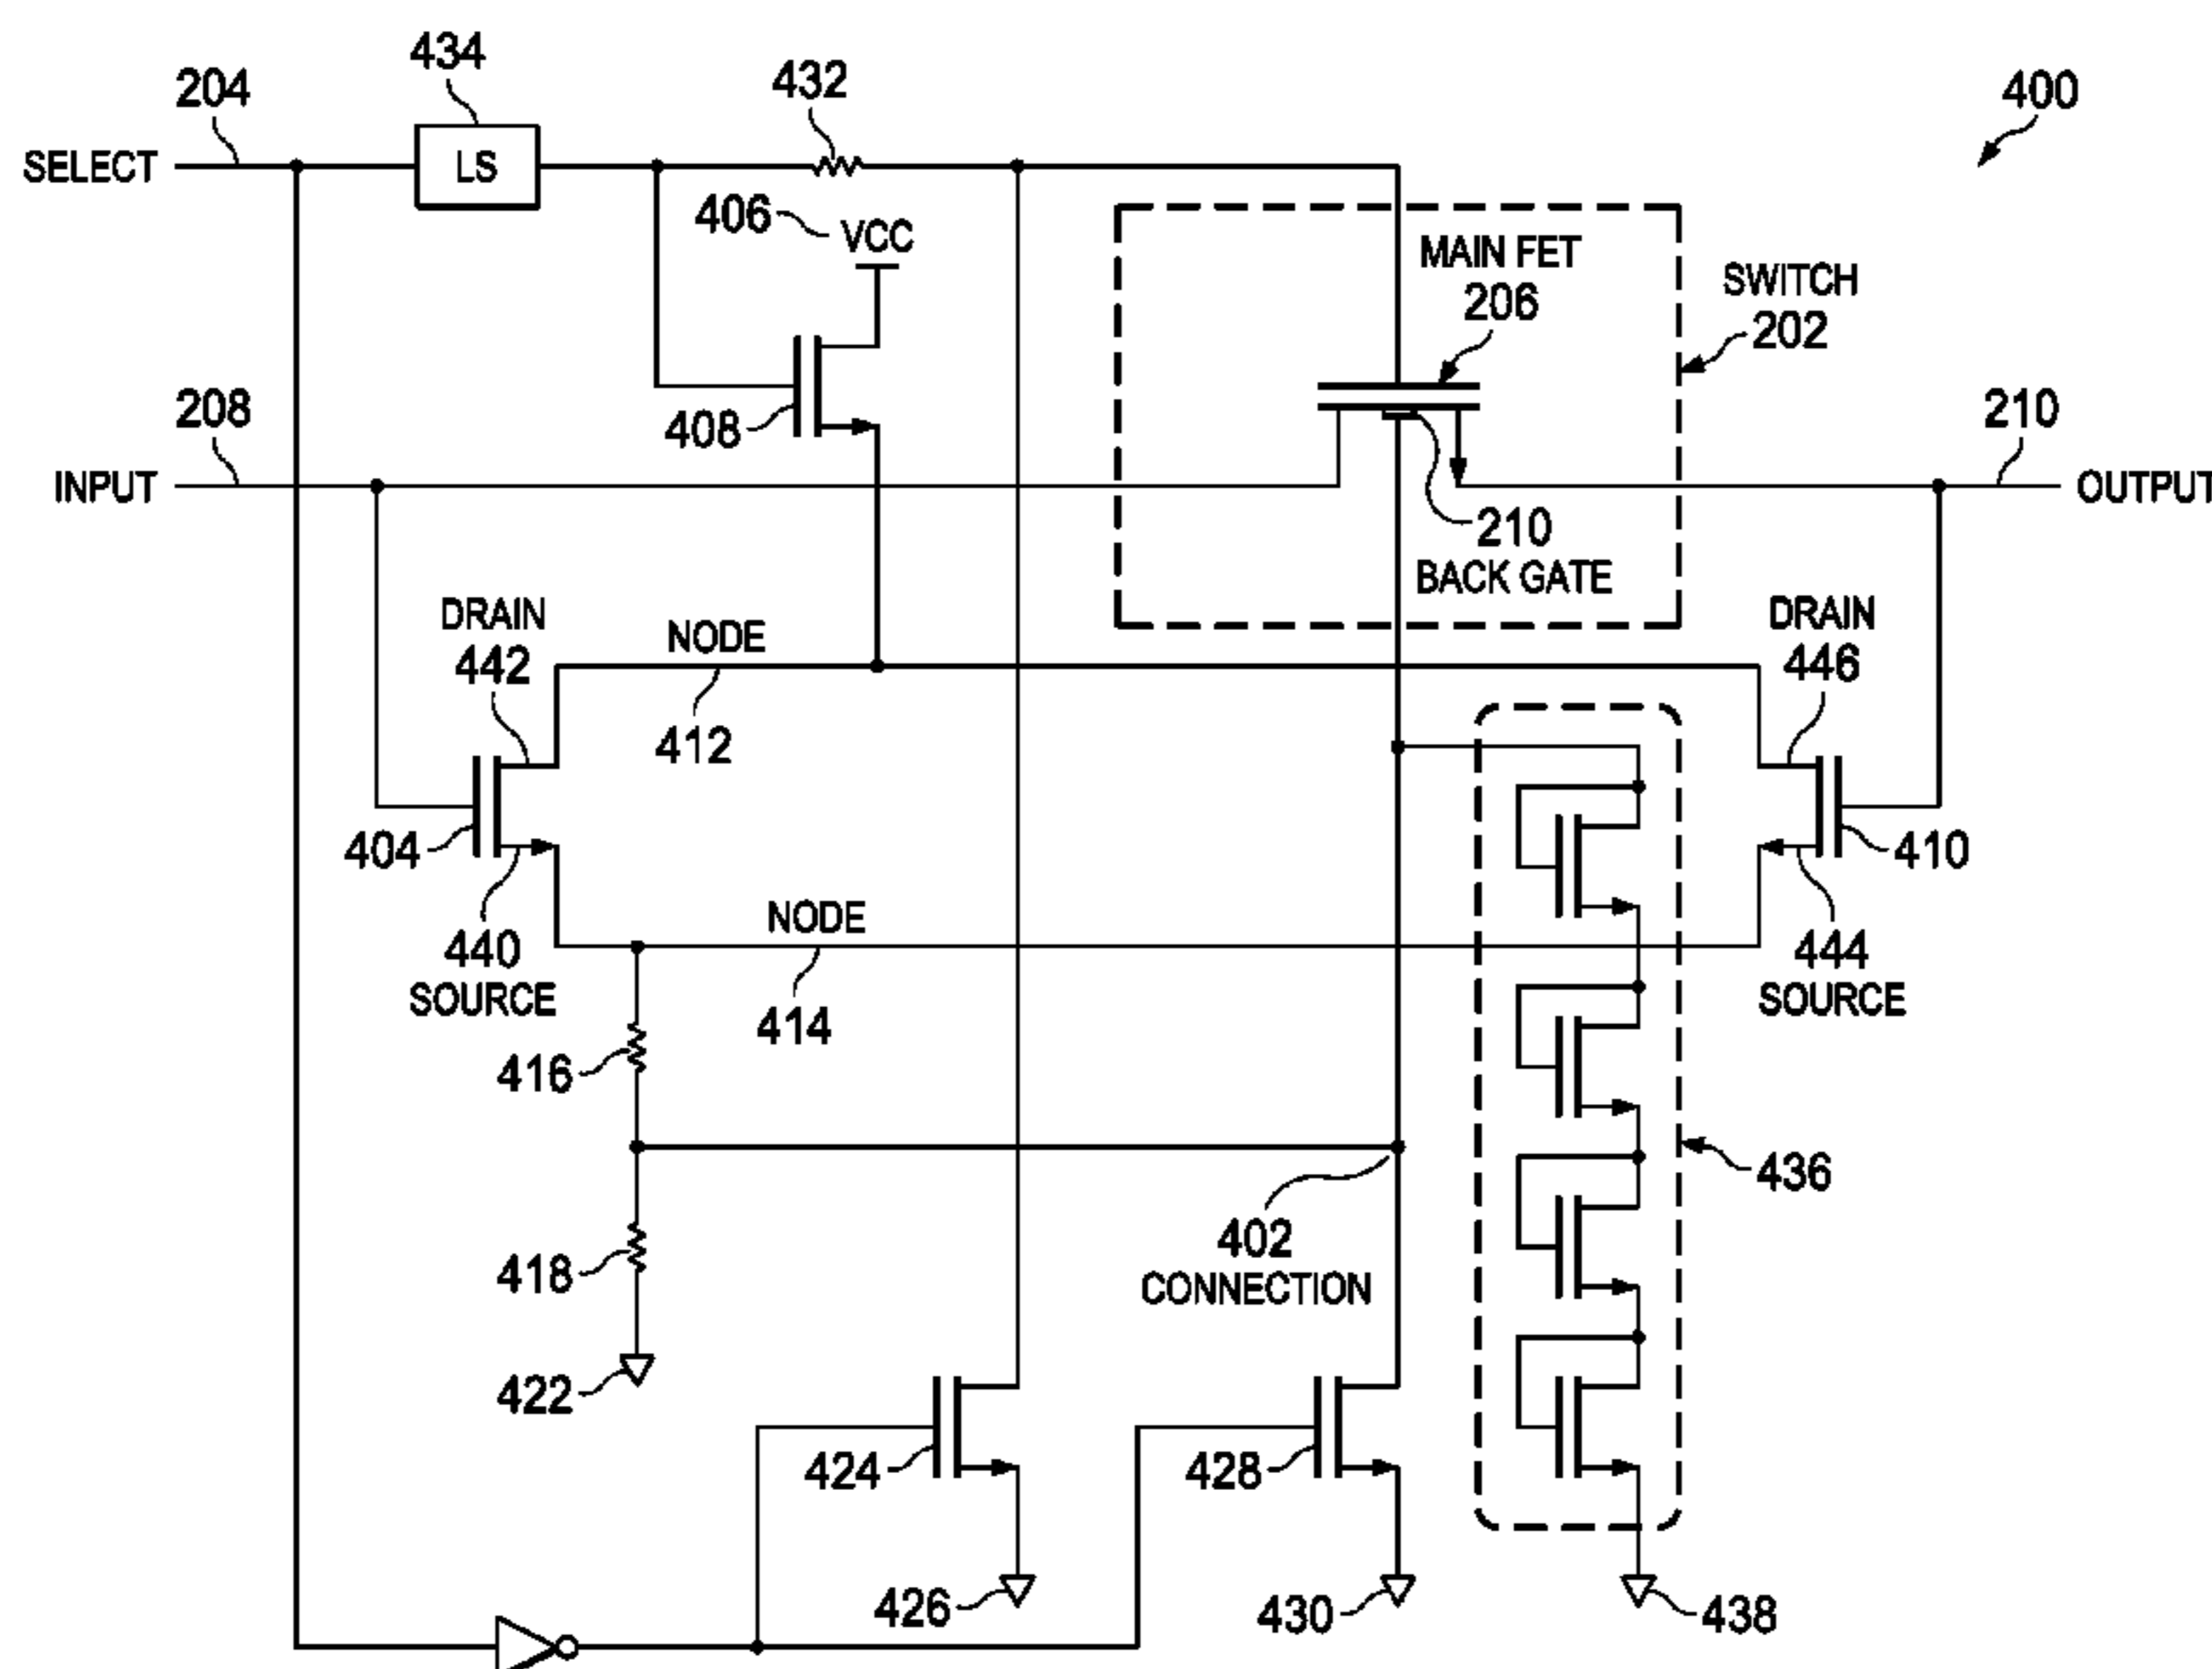 434
204
432
400
SELECT
LS
406
VCC
MAIN FET
206
SWITCH
202
208
408
210
INPUT
OUTPUT
210
BACK GATE
DRAIN
442
NODE
412
DRAIN
446
404
410
440
SOURCE
NODE
414
444
SOURCE
416
436
418
402
CONNECTION
422
424
428
426
430
438